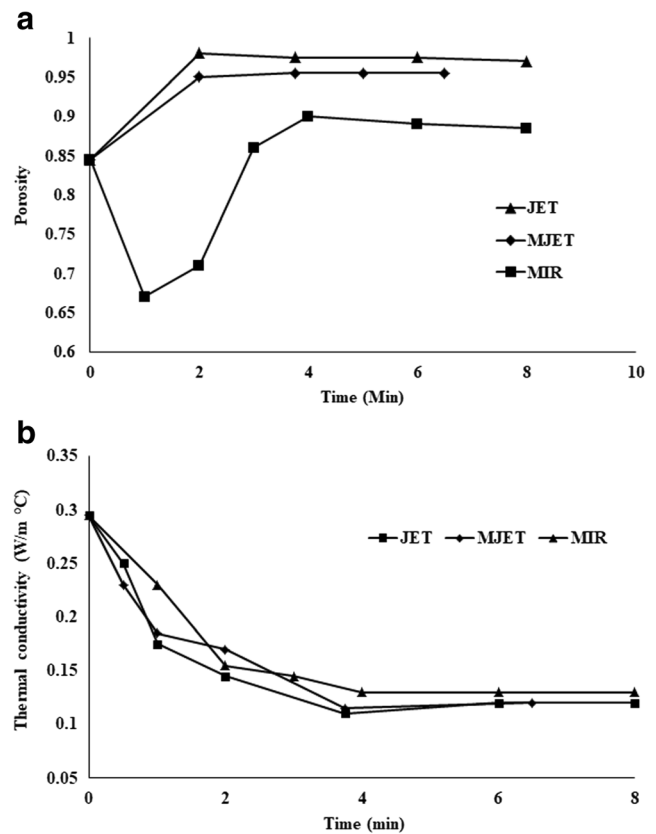 a
1
0.95
0.9
0.85
0.8
0.75
0.7
0.65
0.6
Porosity
JET
MJET
MIR
0 2 4 6 8 10
Time (Min)
b
0.35
0.3
0.25
0.2
0.15
0.1
0.05
Thermal conductivity (W/m °C)
JET MJET MIR
0 2 4 6 8
Time (min)